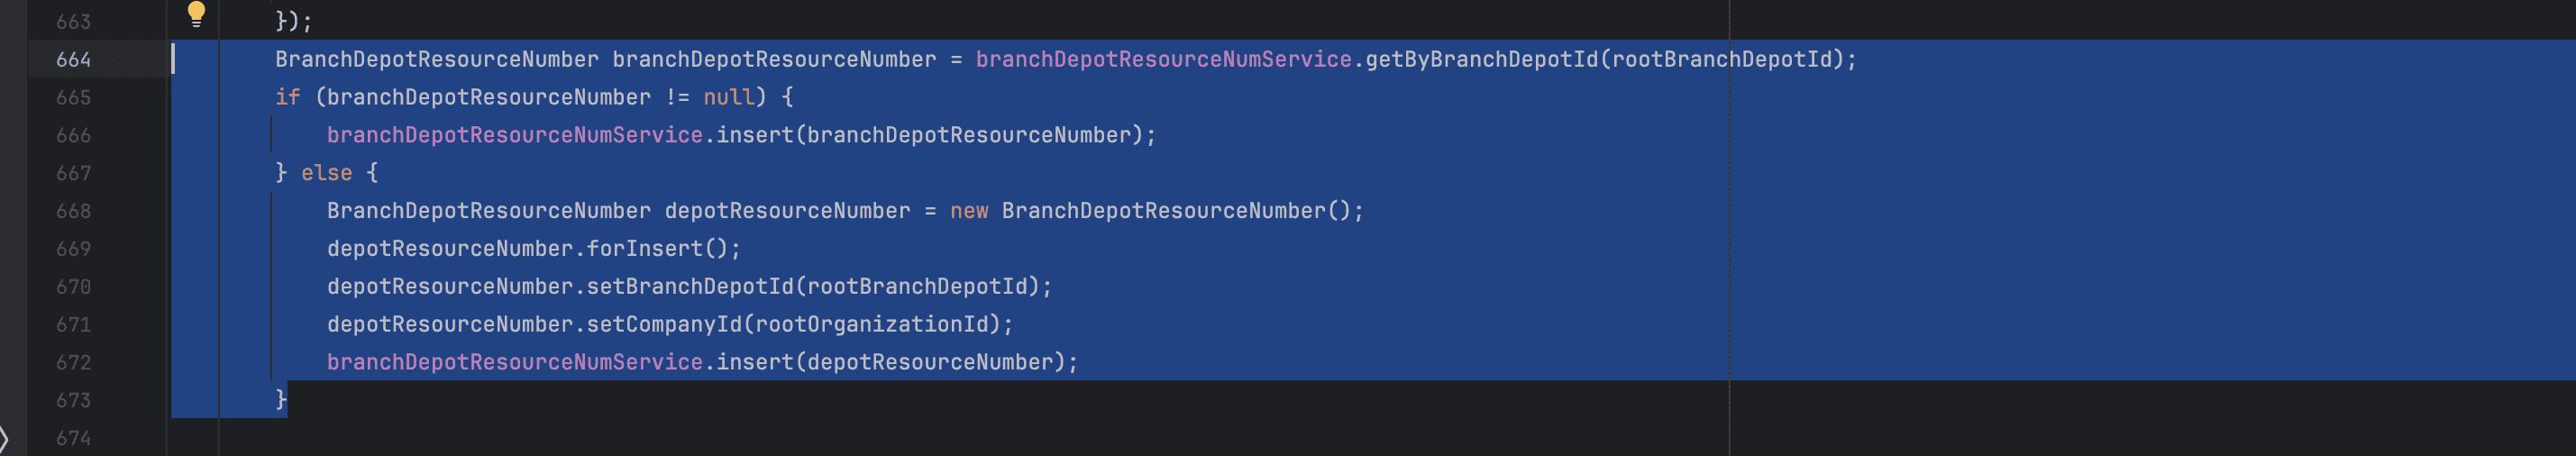 663 });
664 BranchDepotResourceNumber branchDepotResourceNumber = branchDepotResourceNumService.getByBranchDepotId(rootBranchDepotId);
665 if (branchDepotResourceNumber != null) {
666 branchDepotResourceNumService.insert(branchDepotResourceNumber);
667 } else {
668 BranchDepotResourceNumber depotResourceNumber = new BranchDepotResourceNumber();
669 depotResourceNumber.forInsert();
670 depotResourceNumber.setBranchDepotId(rootBranchDepotId);
671 depotResourceNumber.setCompanyId(rootOrganizationId);
672 branchDepotResourceNumService.insert(depotResourceNumber);
673 }
674